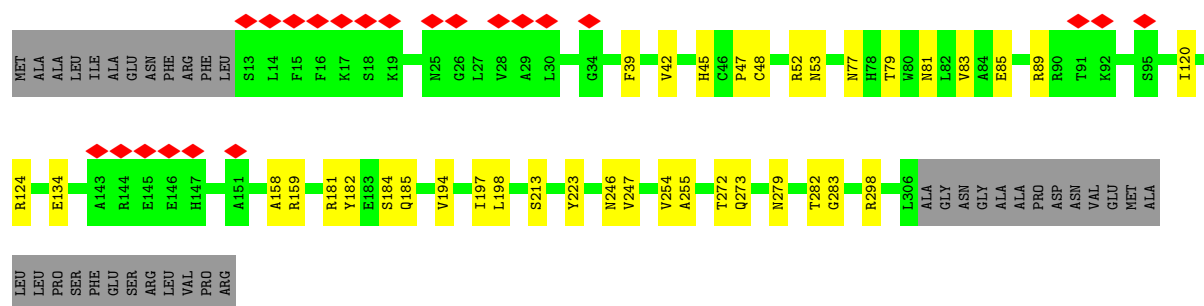 MET ALA ALA LEU ILE ALA GLU ASN PHE ARG PHE LEU S13 L14 F15 F16 K17 S18 K19 N25 G26 L27 V28 A29 L30 G34 F39 V42 H45 C46 P47 C48 R52 N53 N77 H78 T79 W80 N81 L82 V83 A84 E85 R89 R90 T91 K92 S95 I120
R124 E134 A143 R144 E145 E146 H147 A151 A158 R159 R181 Y182 E183 S184 Q185 V194 I197 L198 S213 Y223 N246 V247 V254 A255 T272 Q273 N279 T282 G283 R298 L306 ALA GLY ASN GLY ALA ALA PRO ASP ASN VAL GLU MET ALA
LEU LEU PRO SER PHE GLU SER ARG LEU VAL PRO ARG